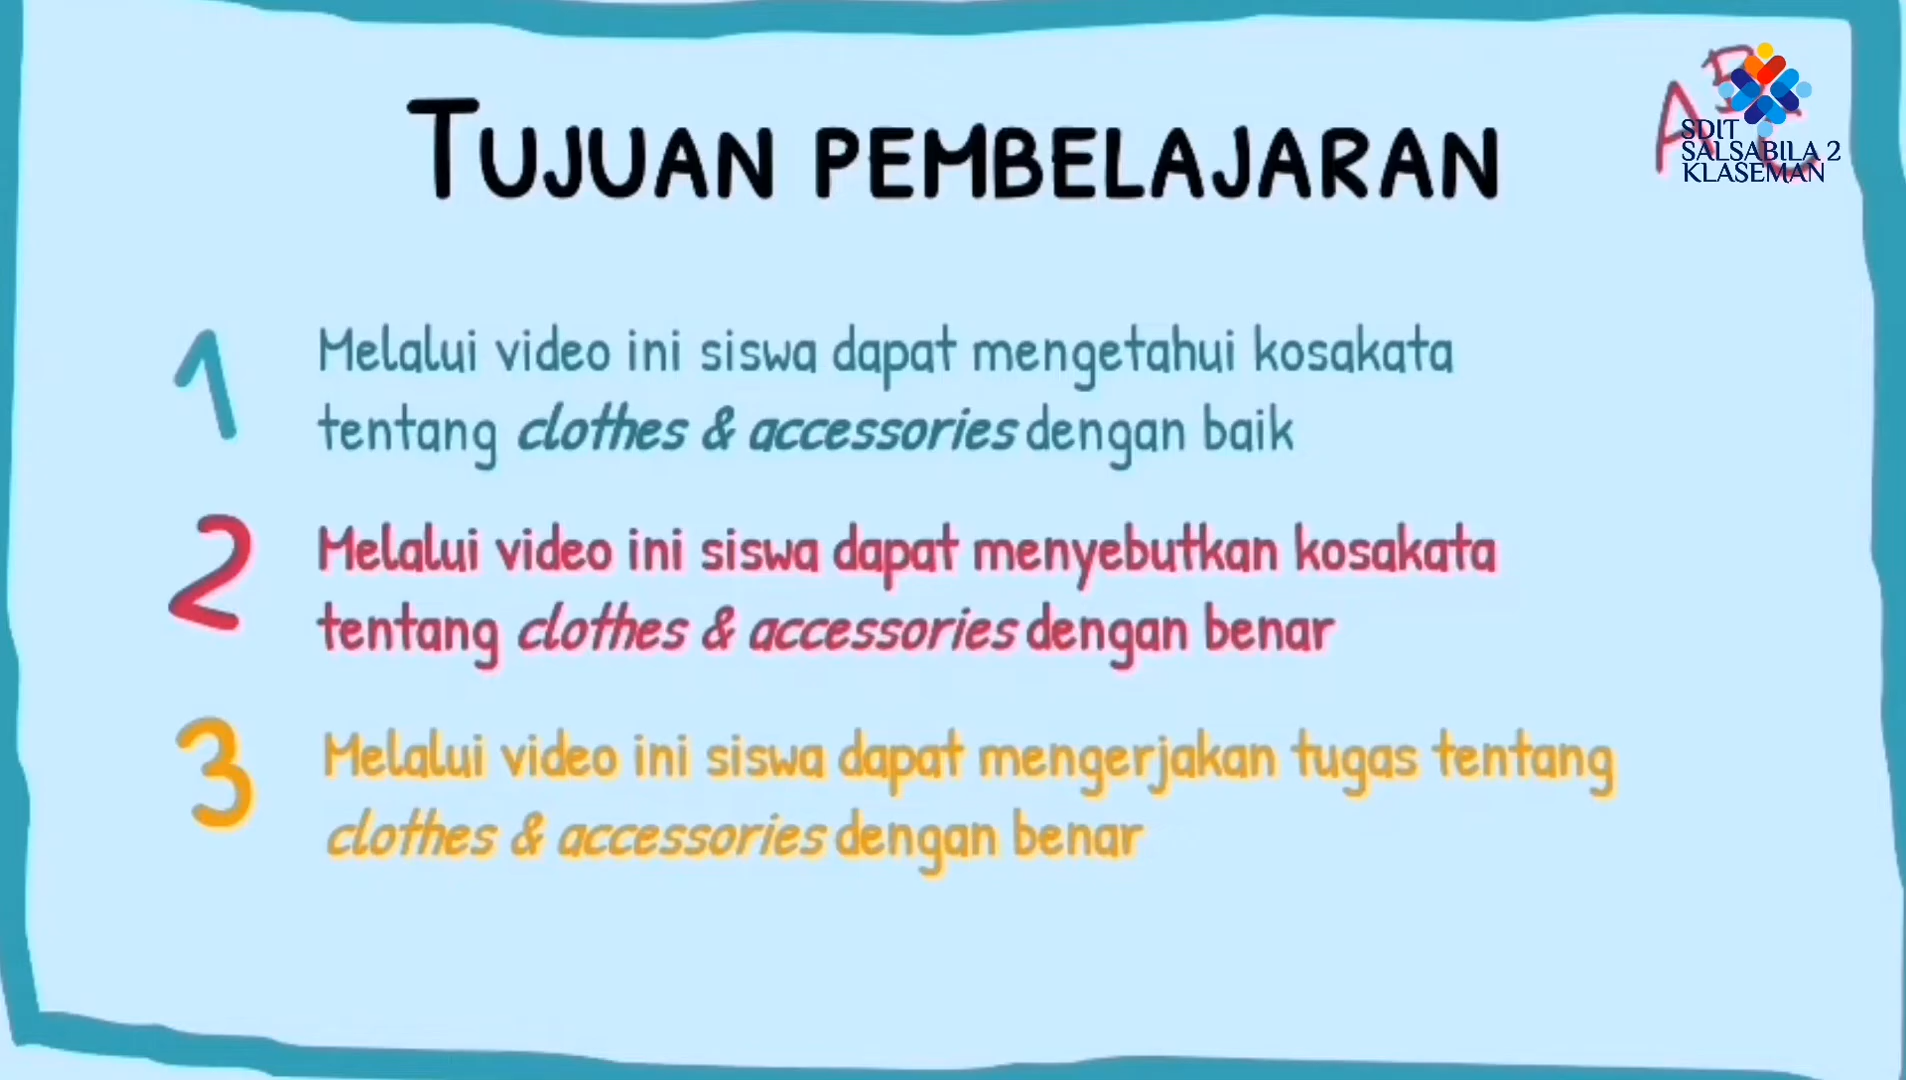 TUJUAN PEMBELAJARAN
ABC
SDIT
SALSABILA 2
KLASEMAN
1
Melalui video ini siswa dapat mengetahui kosakata
tentang clothes & accessories dengan baik
2
Melalui video ini siswa dapat menyebutkan kosakata
tentang clothes & accessories dengan benar
3
Melalui video ini siswa dapat mengerjakan tugas tentang
clothes & accessories dengan benar